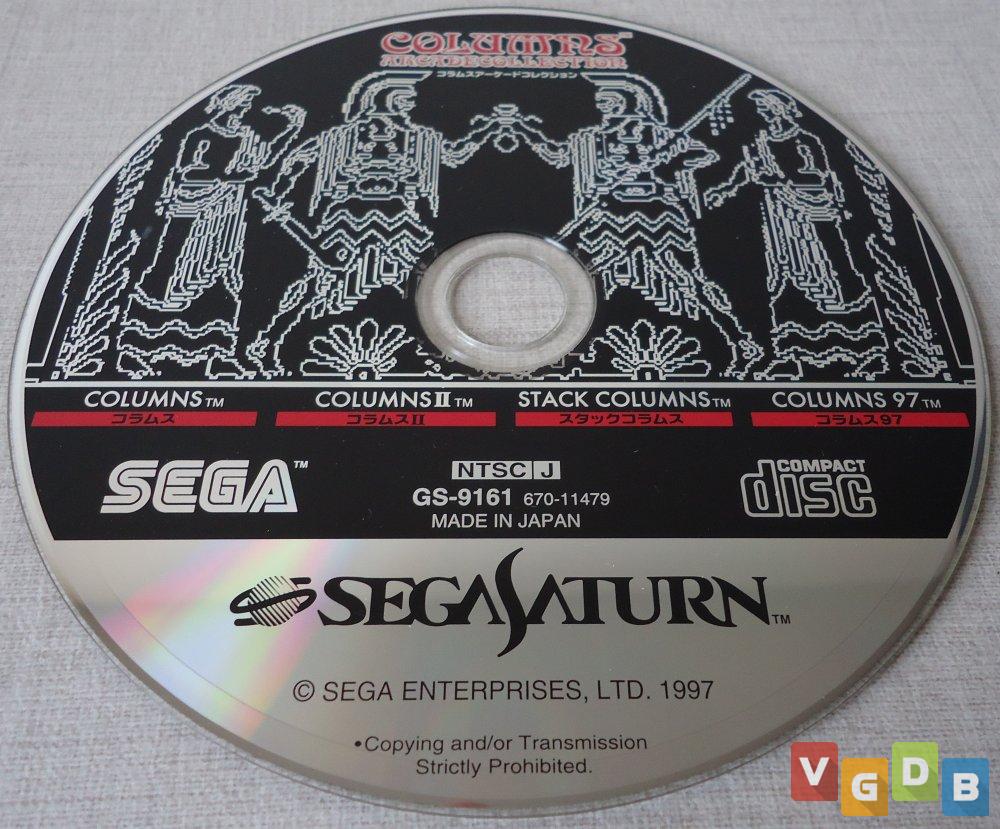 COLUMNS™
ARCADE COLLECTION
コラムスアーケードコレクション
COLUMNS™ COLUMNS II™ STACK COLUMNS™ COLUMNS 97™
コラムス コラムスII スタックコラムス コラムス97
SEGA™
NTSC J
GS-9161 670-11479
MADE IN JAPAN
COMPACT
disc
SEGA SATURN™
© SEGA ENTERPRISES, LTD. 1997
•Copying and/or Transmission
Strictly Prohibited.
VGDB